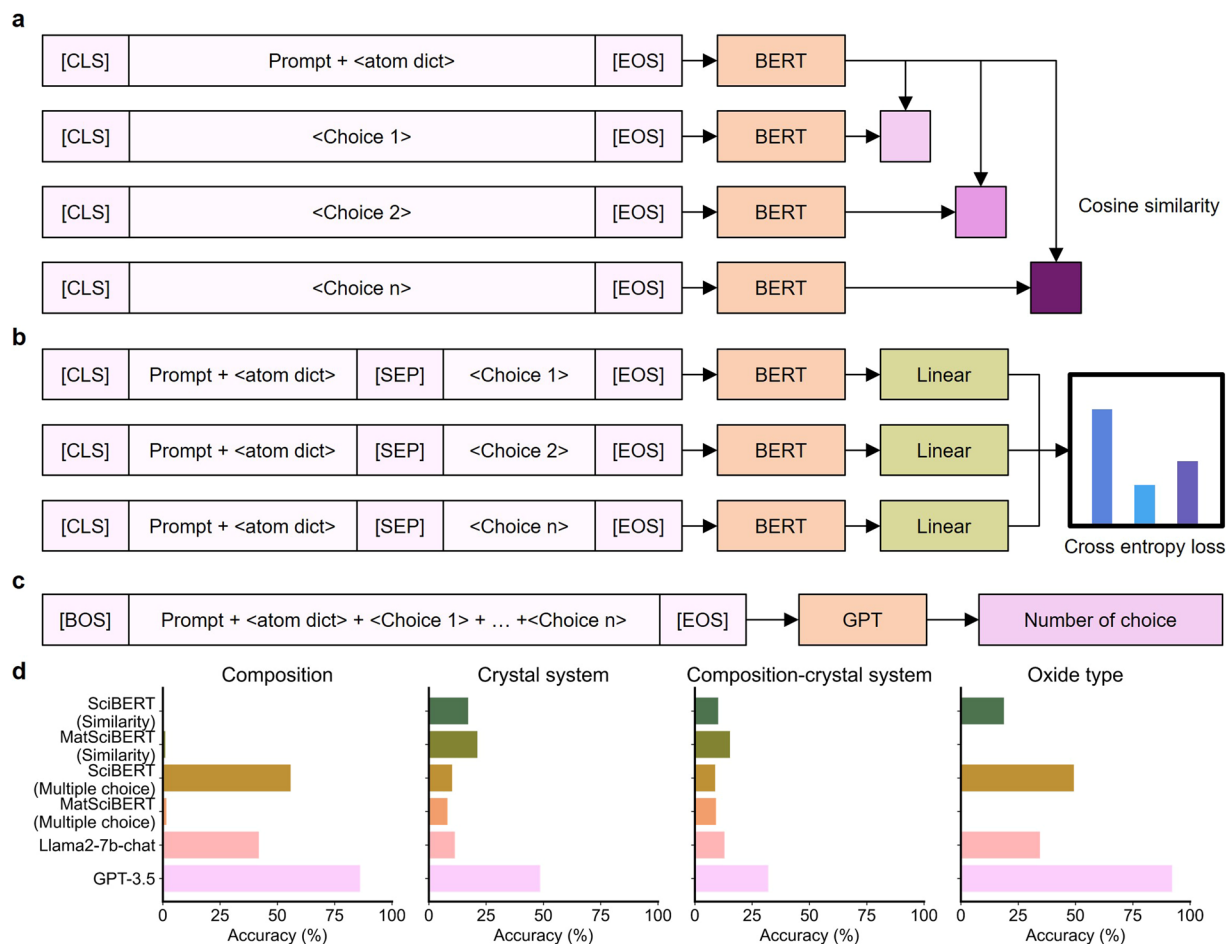 a
[CLS] Prompt + <atom dict> [EOS] BERT
[CLS] <Choice 1> [EOS] BERT
[CLS] <Choice 2> [EOS] BERT
Cosine similarity
[CLS] <Choice n> [EOS] BERT
b
[CLS] Prompt + <atom dict> [SEP] <Choice 1> [EOS] BERT Linear
[CLS] Prompt + <atom dict> [SEP] <Choice 2> [EOS] BERT Linear
[CLS] Prompt + <atom dict> [SEP] <Choice n> [EOS] BERT Linear
Cross entropy loss
c
[BOS] Prompt + <atom dict> + <Choice 1> + … +<Choice n> [EOS] GPT Number of choice
d
Composition Crystal system Composition-crystal system Oxide type
SciBERT
(Similarity)
MatSciBERT
(Similarity)
SciBERT
(Multiple choice)
MatSciBERT
(Multiple choice)
Llama2-7b-chat
GPT-3.5
0 25 50 75 100 0 25 50 75 100 0 25 50 75 100 0 25 50 75 100
Accuracy (%) Accuracy (%) Accuracy (%) Accuracy (%)